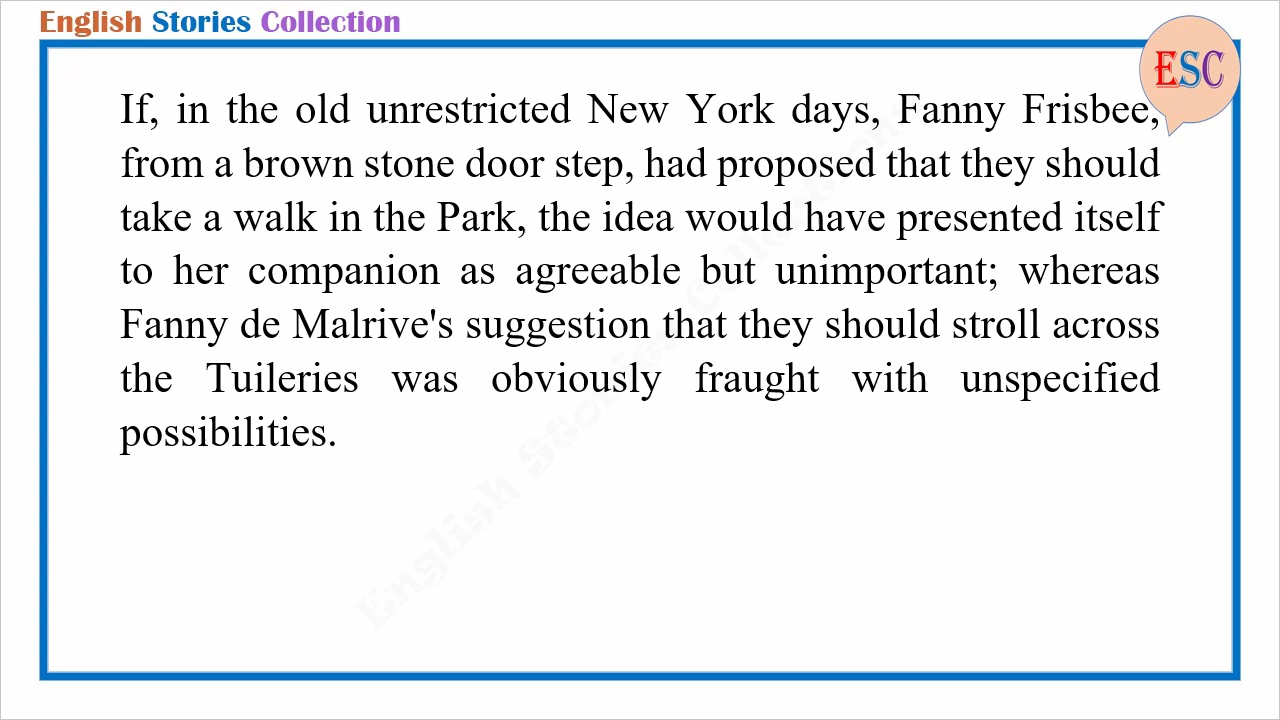 English Stories Collection
ESC
If, in the old unrestricted New York days, Fanny Frisbee,
from a brown stone door step, had proposed that they should
take a walk in the Park, the idea would have presented itself
to her companion as agreeable but unimportant; whereas
Fanny de Malrive's suggestion that they should stroll across
the Tuileries was obviously fraught with unspecified
possibilities.
English Stories Collection